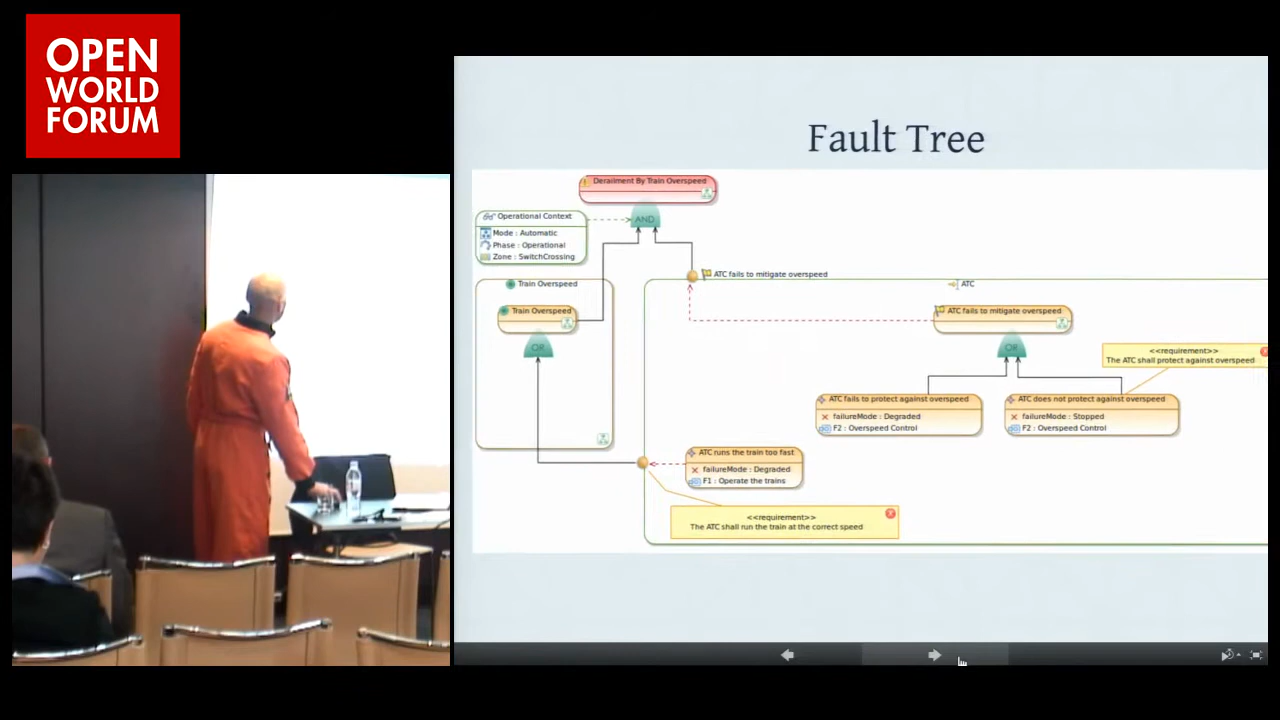 OPEN
WORLD
FORUM
Fault Tree
Derailment By Train Overspeed
AND
Operational Context
Mode : Automatic
Phase : Operational
Zone : SwitchCrossing
ATC fails to mitigate overspeed
Train Overspeed
ATC
Train Overspeed
ATC fails to mitigate overspeed
OR
OR
<<requirement>>
The ATC shall protect against overspeed
ATC fails to protect against overspeed
failureMode : Degraded
F2 : Overspeed Control
ATC does not protect against overspeed
failureMode : Stopped
F2 : Overspeed Control
ATC runs the train too fast
failureMode : Degraded
F1 : Operate the trains
<<requirement>>
The ATC shall run the train at the correct speed